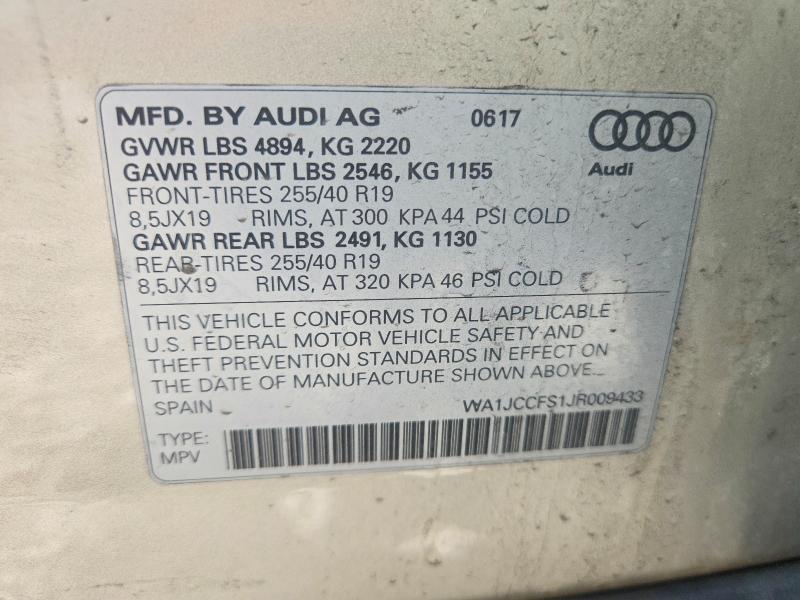 MFD. BY AUDI AG 0617
GVWR LBS 4894, KG 2220
GAWR FRONT LBS 2546, KG 1155
Audi
FRONT-TIRES 255/40 R19
8,5JX19 RIMS, AT 300 KPA 44 PSI COLD
GAWR REAR LBS 2491, KG 1130
REAR-TIRES 255/40 R19
8,5JX19 RIMS, AT 320 KPA 46 PSI COLD
THIS VEHICLE CONFORMS TO ALL APPLICABLE
U.S. FEDERAL MOTOR VEHICLE SAFETY AND
THEFT PREVENTION STANDARDS IN EFFECT ON
THE DATE OF MANUFACTURE SHOWN ABOVE.
SPAIN WA1JCCFS1JR009433
TYPE:
MPV